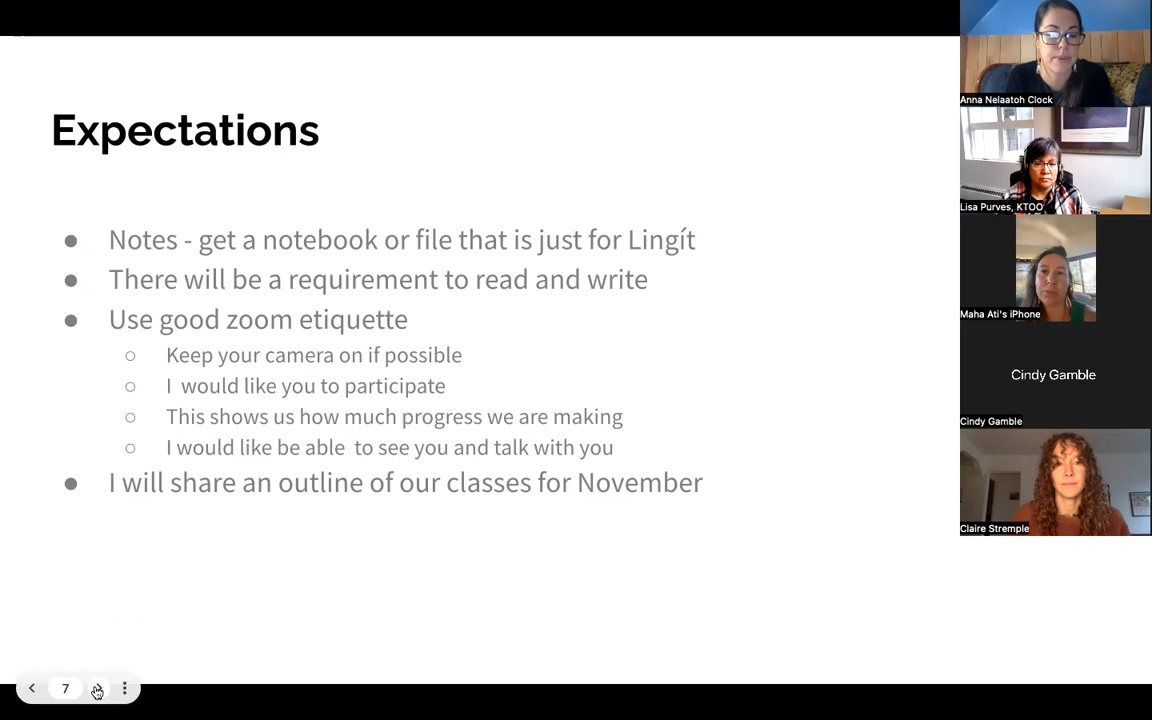 Expectations
● Notes - get a notebook or file that is just for Lingít
● There will be a requirement to read and write
● Use good zoom etiquette
○ Keep your camera on if possible
○ I  would like you to participate
○ This shows us how much progress we are making
○ I would like be able  to see you and talk with you
● I will share an outline of our classes for November
7
Anna Nelaatoh Clock
Lisa Purves, KTOO
Maha Ati's iPhone
Cindy Gamble
Cindy Gamble
Claire Stremple